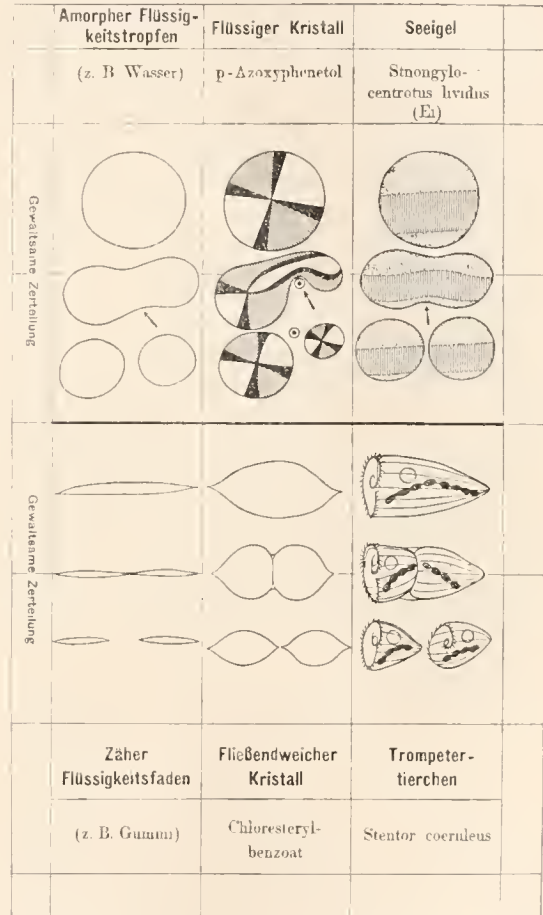 Amorpher Flüssig-
keitstropfen
Flüssiger Kristall
Seeigel
(z. B Wasser)
p-Azoxyphenetol
Strongylo-
centrotus lividus
(Ei)
Gewaltsame Zerteilung
Gewaltsame Zerteilung
Zäher
Flüssigkeitsfaden
Fließendweicher
Kristall
Trompeter-
tierchen
(z. B. Gummi)
Chloresteryl-
benzoat
Stentor coeruleus